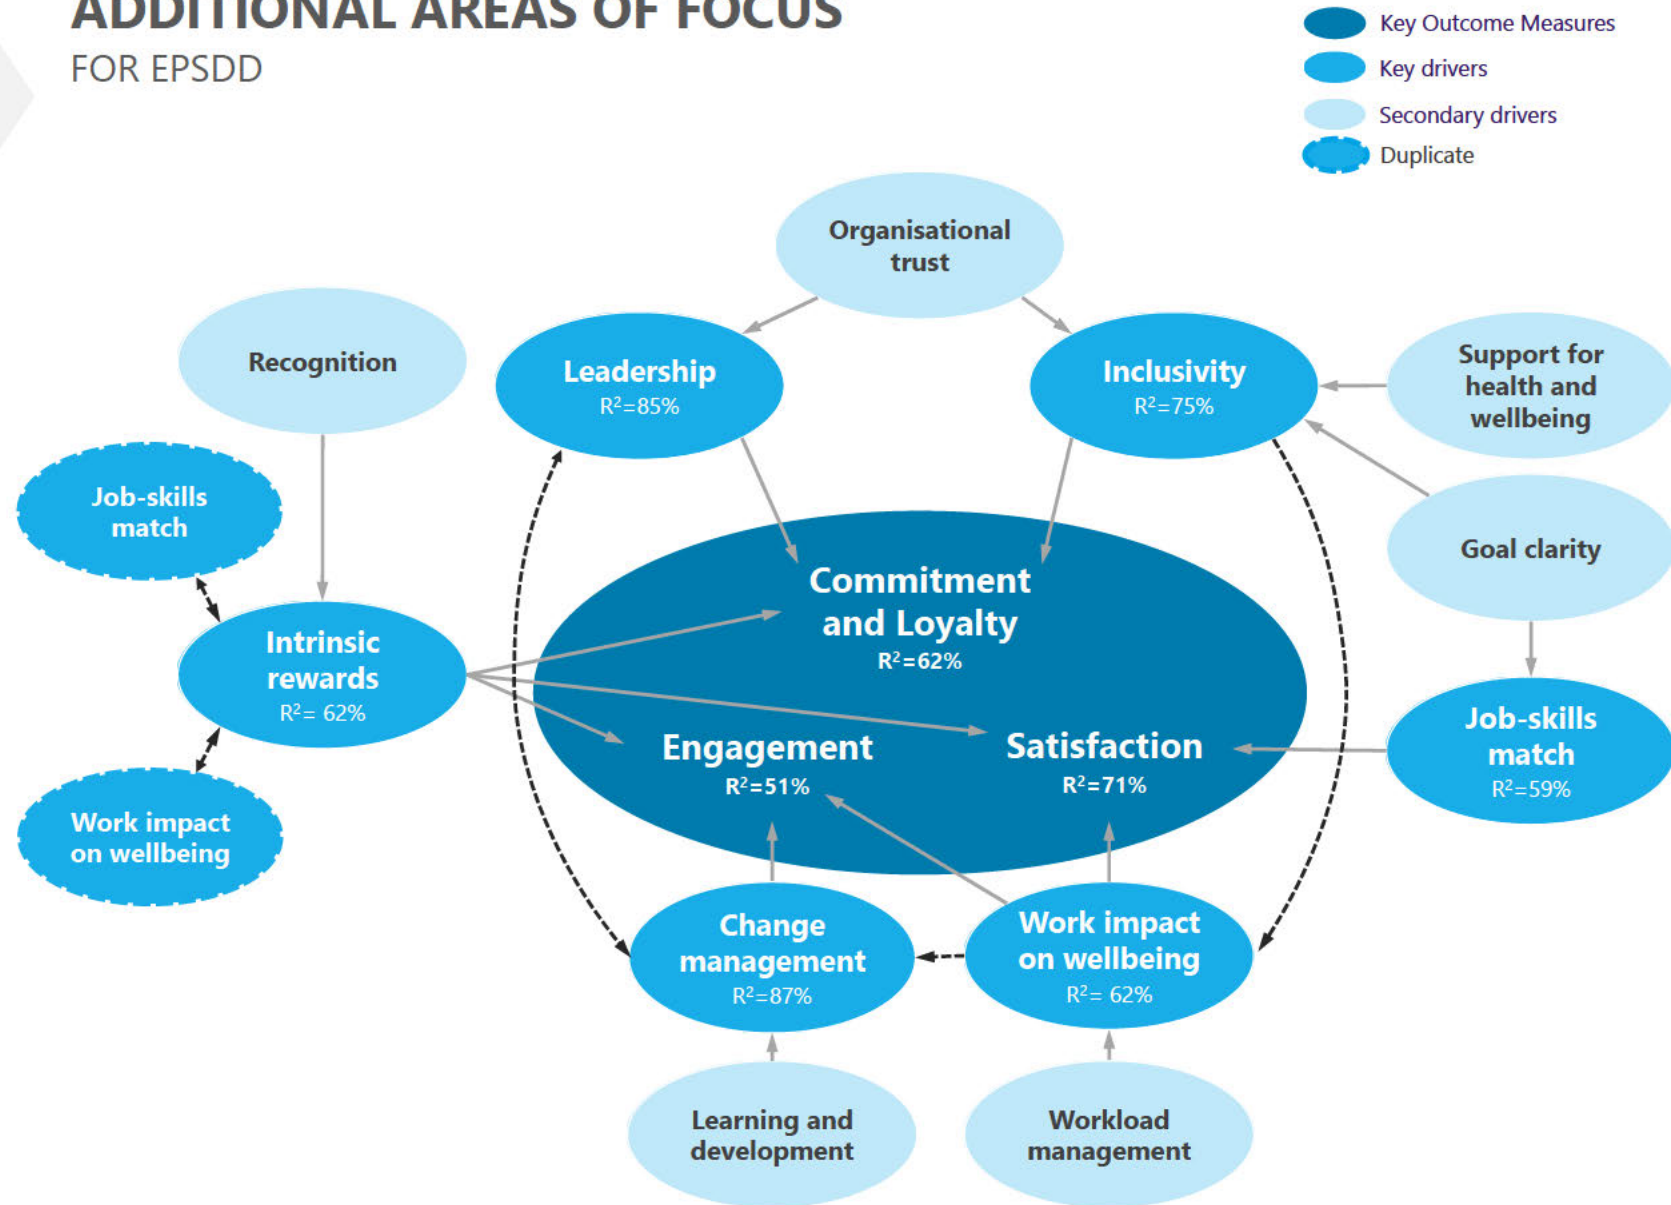 ADDITIONAL AREAS OF FOCUS
FOR EPSDD
Key Outcome Measures
Key drivers
Secondary drivers
Duplicate
Organisational
trust
Recognition
Leadership
R²=85%
Inclusivity
R²=75%
Support for
health and
wellbeing
Job-skills
match
Goal clarity
Commitment
and Loyalty
R²=62%
Intrinsic
rewards
R²= 62%
Engagement
R²=51%
Satisfaction
R²=71%
Job-skills
match
R²=59%
Work impact
on wellbeing
Change
management
R²=87%
Work impact
on wellbeing
R²= 62%
Learning and
development
Workload
management